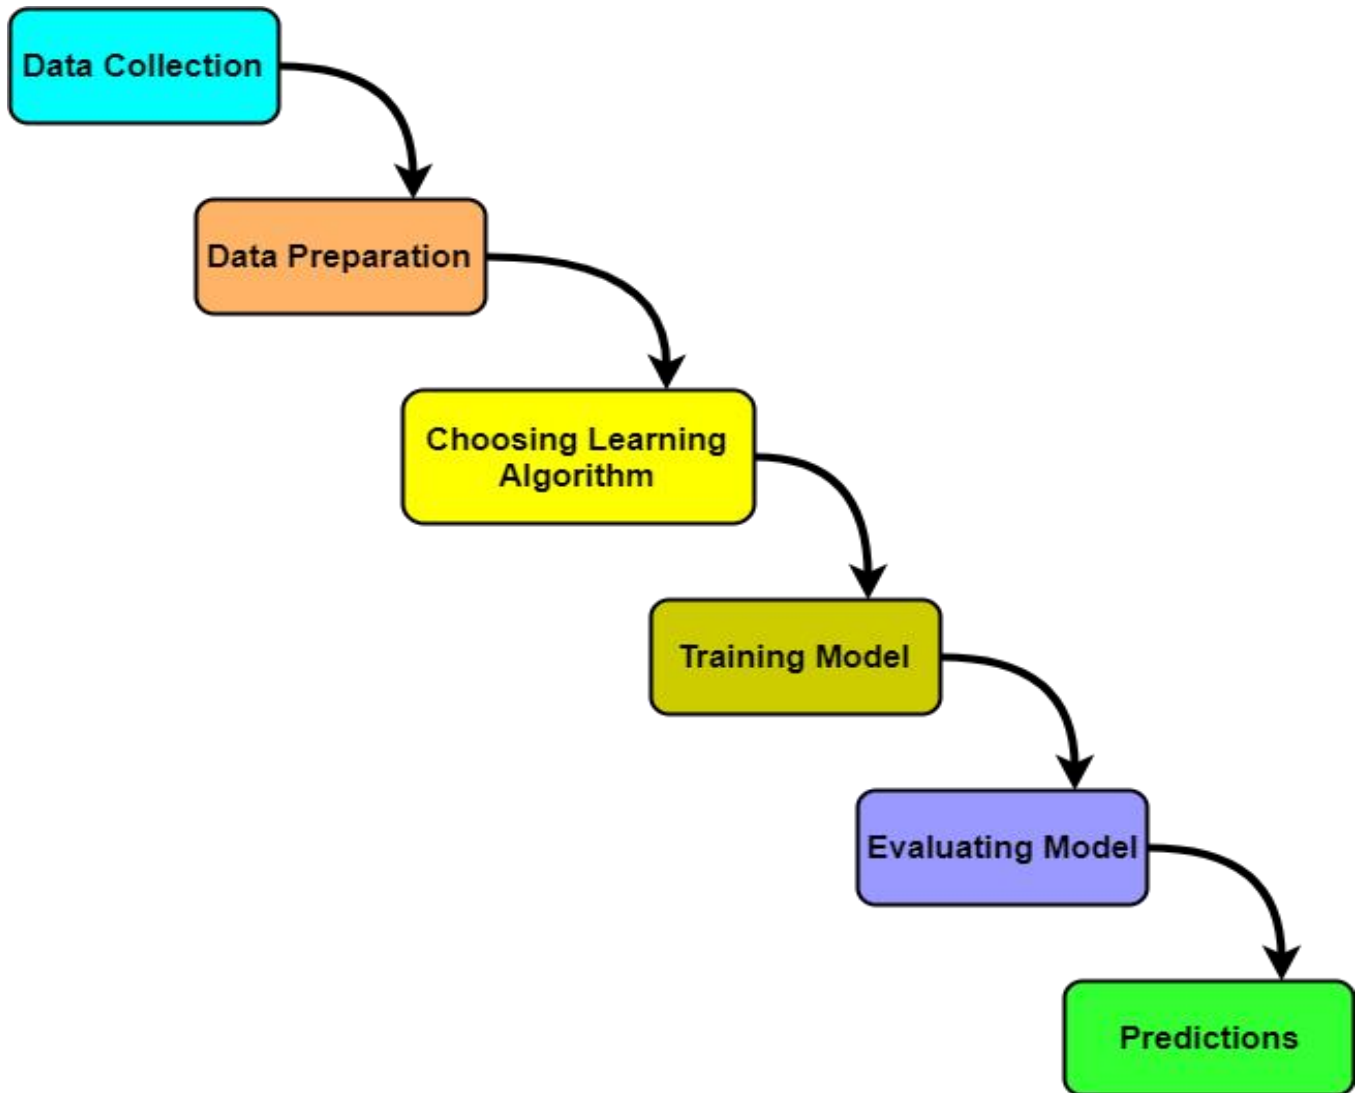 Data Collection
Data Preparation
Choosing Learning
Algorithm
Training Model
Evaluating Model
Predictions